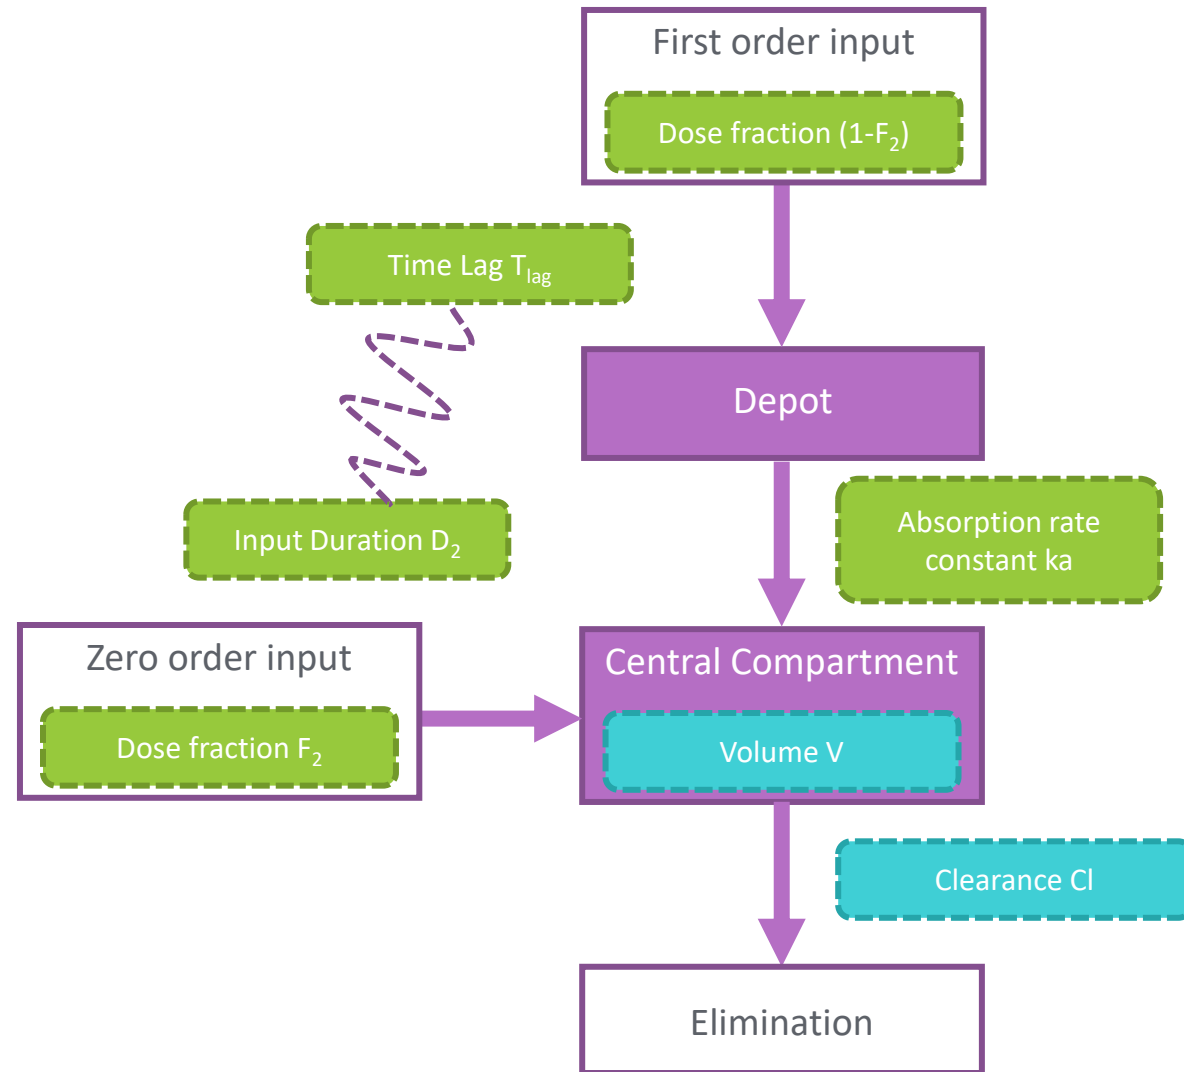 First order input
Dose fraction (1-F₂)
Time Lag Tlag
Depot
Input Duration D₂
Absorption rate
constant ka
Zero order input
Dose fraction F₂
Central Compartment
Volume V
Clearance Cl
Elimination